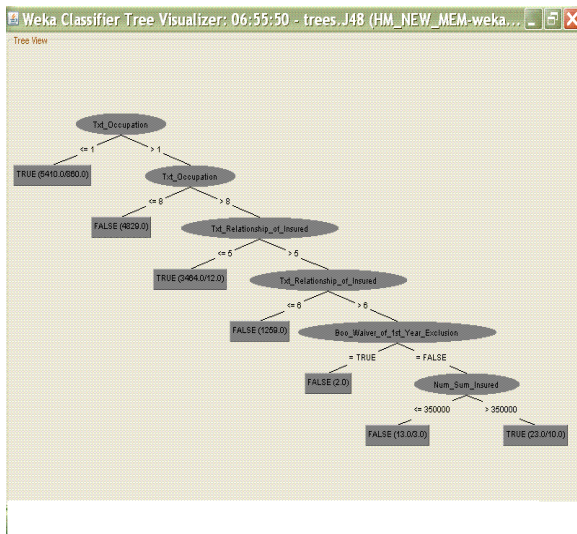 Weka Classifier Tree Visualizer: 06:55:50 - trees.J48 (HM_NEW_MEM-weka...
Tree View
Txt_Occupation
<= 1
> 1
TRUE (5410.0/860.0)
Txt_Occupation
<= 8
> 8
FALSE (4829.0)
Txt_Relationship_of_Insured
<= 5
> 5
TRUE (3464.0/12.0)
Txt_Relationship_of_Insured
<= 6
> 6
FALSE (1259.0)
Boo_Waiver_of_1st_Year_Exclusion
= TRUE
= FALSE
FALSE (2.0)
Num_Sum_Insured
<= 350000
> 350000
FALSE (13.0/3.0)
TRUE (23.0/10.0)